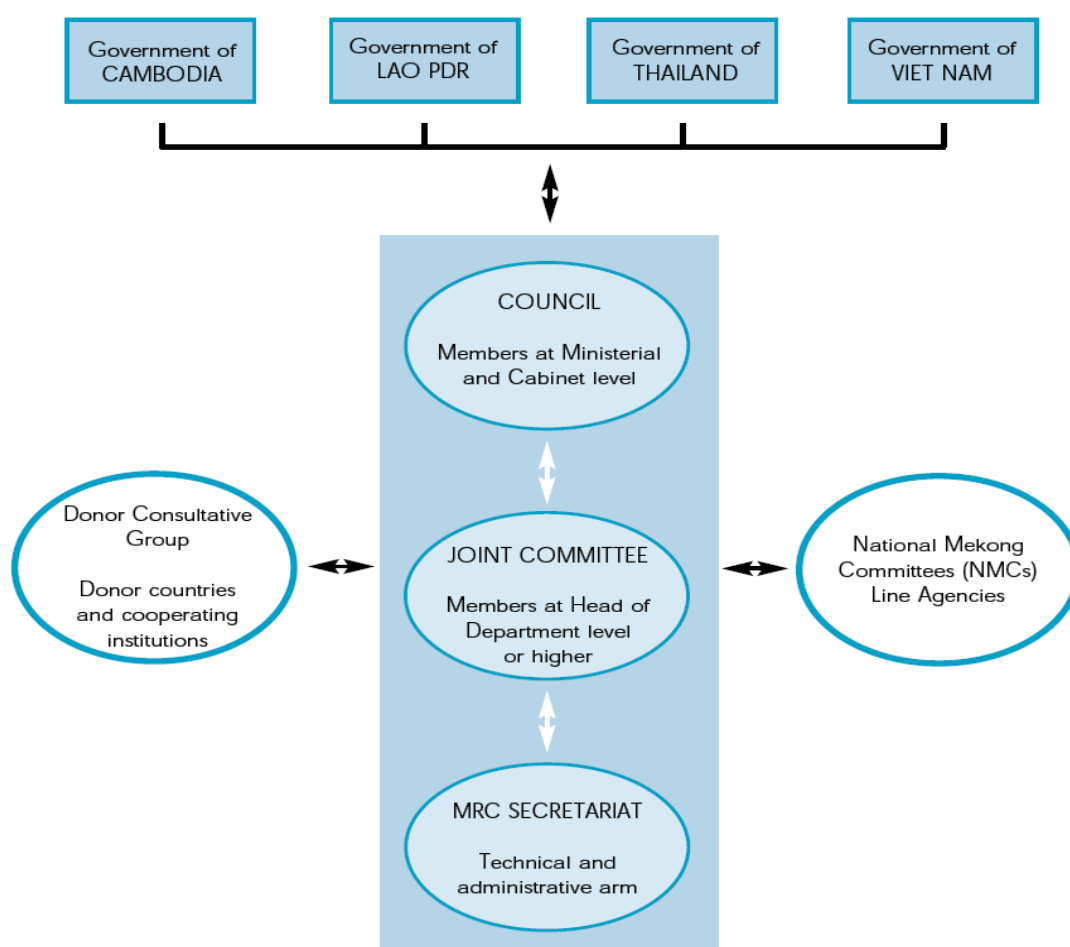 Government of
CAMBODIA
Government of
LAO PDR
Government of
THAILAND
Government of
VIET NAM
COUNCIL
Members at Ministerial
and Cabinet level
Donor Consultative
Group
Donor countries
and cooperating
institutions
JOINT COMMITTEE
Members at Head of
Department level
or higher
National Mekong
Committees (NMCs)
Line Agencies
MRC SECRETARIAT
Technical and
administrative arm